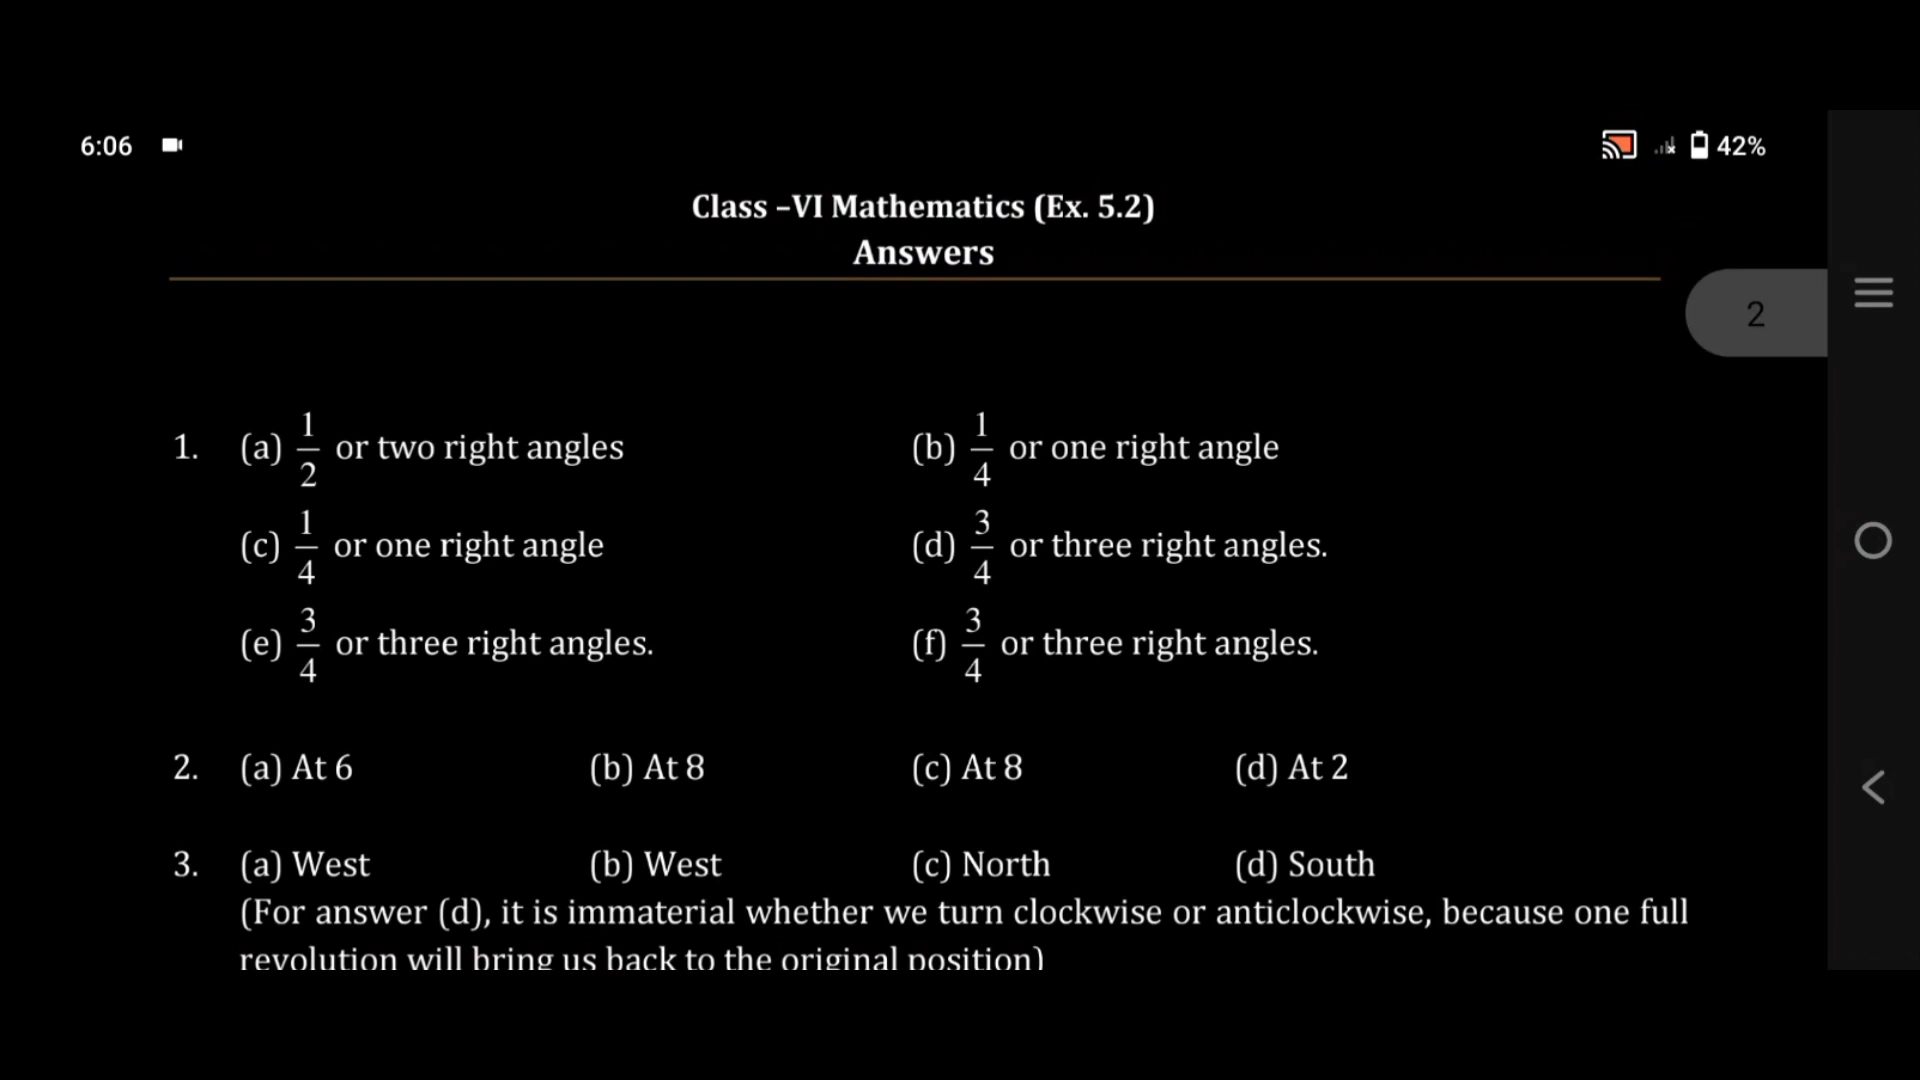 6:06 42%
Class –VI Mathematics (Ex. 5.2)
Answers
2
1. (a) 1/2 or two right angles (b) 1/4 or one right angle
(c) 1/4 or one right angle (d) 3/4 or three right angles.
(e) 3/4 or three right angles. (f) 3/4 or three right angles.
2. (a) At 6 (b) At 8 (c) At 8 (d) At 2
3. (a) West (b) West (c) North (d) South
(For answer (d), it is immaterial whether we turn clockwise or anticlockwise, because one full
revolution will bring us back to the original position)